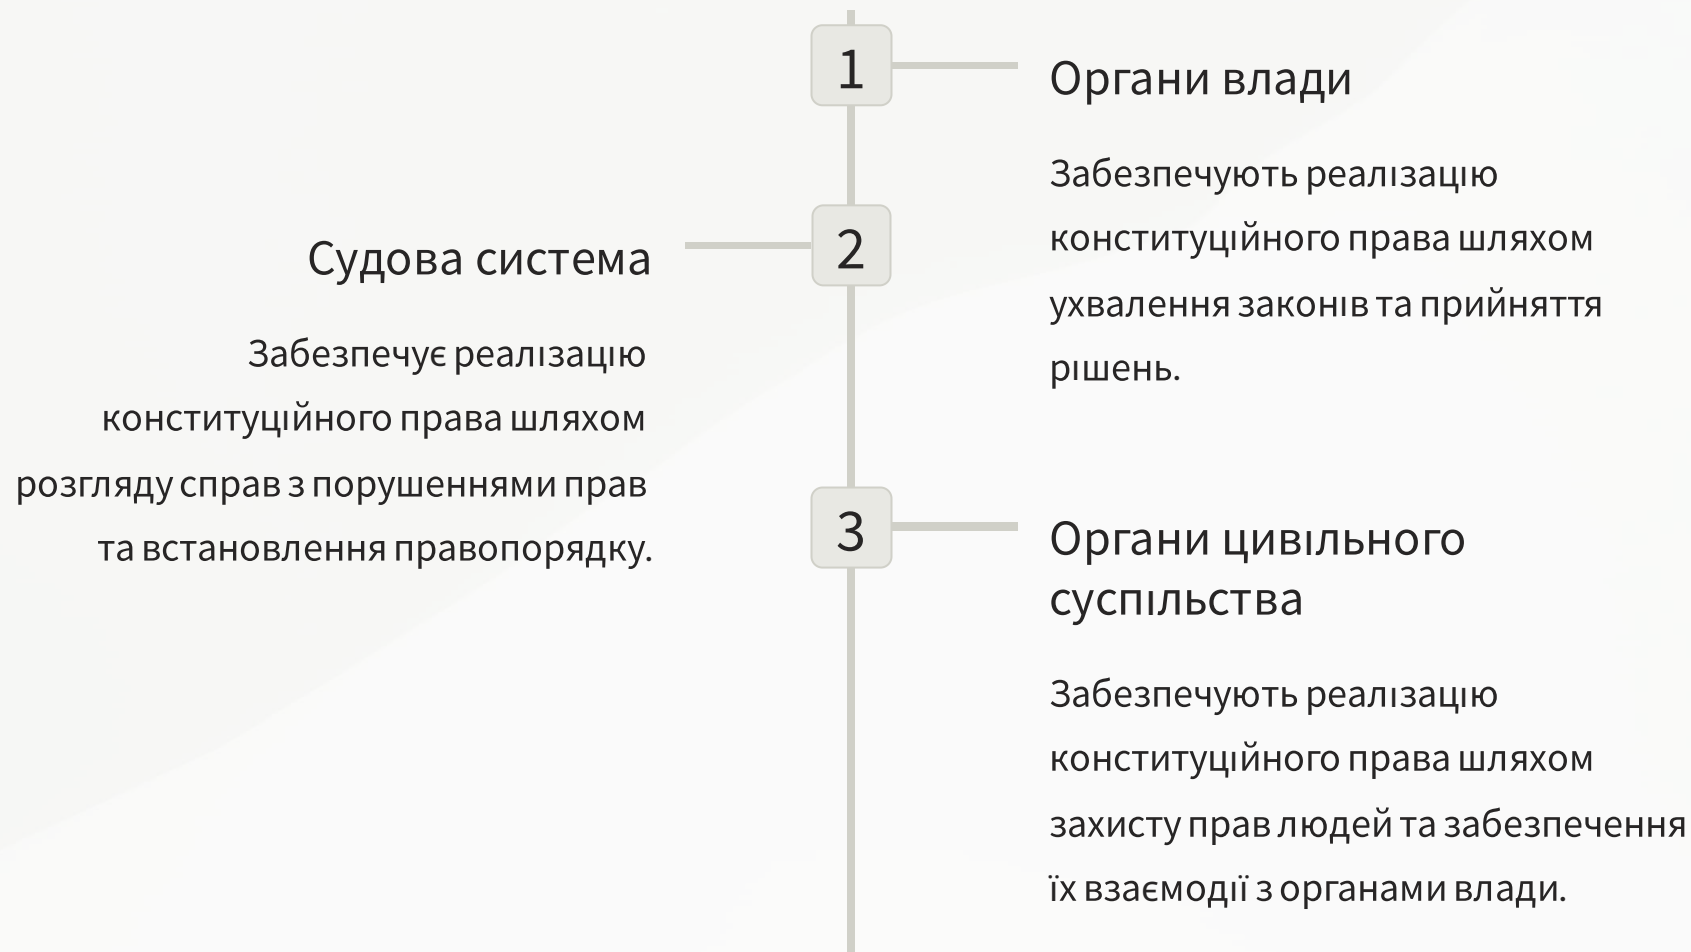 1
Органи влади
Забезпечують реалізацію
конституційного права шляхом
ухвалення законів та прийняття
рішень.
2
Судова система
Забезпечує реалізацію
конституційного права шляхом
розгляду справ з порушеннями прав
та встановлення правопорядку.
3
Органи цивільного
суспільства
Забезпечують реалізацію
конституційного права шляхом
захисту прав людей та забезпечення
їх взаємодії з органами влади.